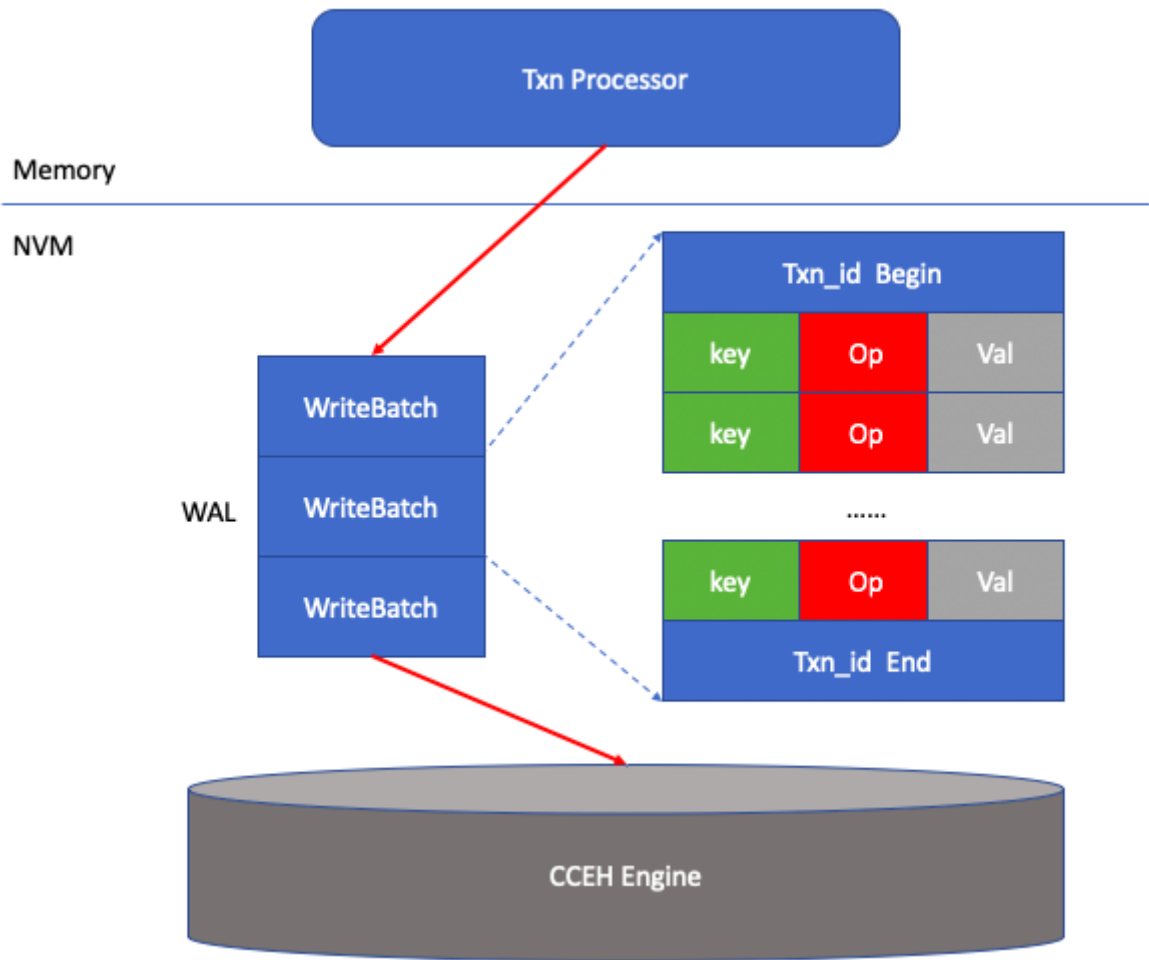 Txn Processor
Memory
NVM
Txn_id Begin
key Op Val
key Op Val
......
key Op Val
Txn_id End
WriteBatch
WriteBatch
WriteBatch
WAL
CCEH Engine